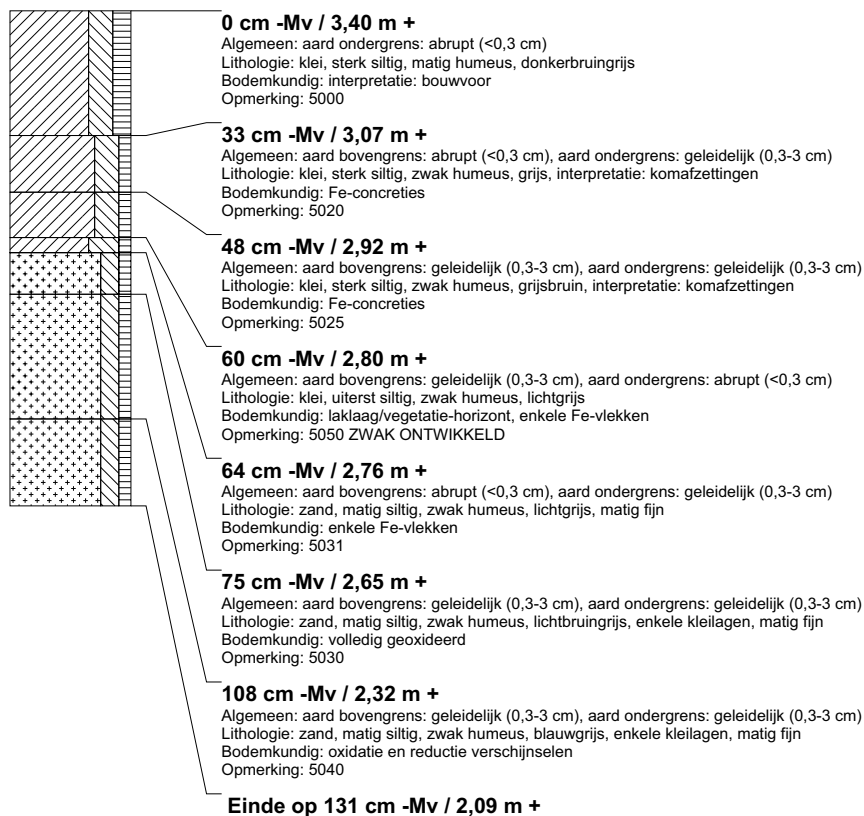 0 cm -Mv / 3,40 m +
Algemeen: aard ondergrens: abrupt (<0,3 cm)
Lithologie: klei, sterk siltig, matig humeus, donkerbruingrijs
Bodemkundig: interpretatie: bouwvoor
Opmerking: 5000
33 cm -Mv / 3,07 m +
Algemeen: aard bovengrens: abrupt (<0,3 cm), aard ondergrens: geleidelijk (0,3-3 cm)
Lithologie: klei, sterk siltig, zwak humeus, grijs, interpretatie: komafzettingen
Bodemkundig: Fe-concreties
Opmerking: 5020
48 cm -Mv / 2,92 m +
Algemeen: aard bovengrens: geleidelijk (0,3-3 cm), aard ondergrens: geleidelijk (0,3-3 cm)
Lithologie: klei, sterk siltig, zwak humeus, grijsbruin, interpretatie: komafzettingen
Bodemkundig: Fe-concreties
Opmerking: 5025
60 cm -Mv / 2,80 m +
Algemeen: aard bovengrens: geleidelijk (0,3-3 cm), aard ondergrens: abrupt (<0,3 cm)
Lithologie: klei, uiterst siltig, zwak humeus, lichtgrijs
Bodemkundig: laklaag/vegetatie-horizont, enkele Fe-vlekken
Opmerking: 5050 ZWAK ONTWIKKELD
64 cm -Mv / 2,76 m +
Algemeen: aard bovengrens: abrupt (<0,3 cm), aard ondergrens: geleidelijk (0,3-3 cm)
Lithologie: zand, matig siltig, zwak humeus, lichtgrijs, matig fijn
Bodemkundig: enkele Fe-vlekken
Opmerking: 5031
75 cm -Mv / 2,65 m +
Algemeen: aard bovengrens: geleidelijk (0,3-3 cm), aard ondergrens: geleidelijk (0,3-3 cm)
Lithologie: zand, matig siltig, zwak humeus, lichtbruingrijs, enkele kleilagen, matig fijn
Bodemkundig: volledig geoxideerd
Opmerking: 5030
108 cm -Mv / 2,32 m +
Algemeen: aard bovengrens: geleidelijk (0,3-3 cm), aard ondergrens: geleidelijk (0,3-3 cm)
Lithologie: zand, matig siltig, zwak humeus, blauwgrijs, enkele kleilagen, matig fijn
Bodemkundig: oxidatie en reductie verschijnselen
Opmerking: 5040
Einde op 131 cm -Mv / 2,09 m +